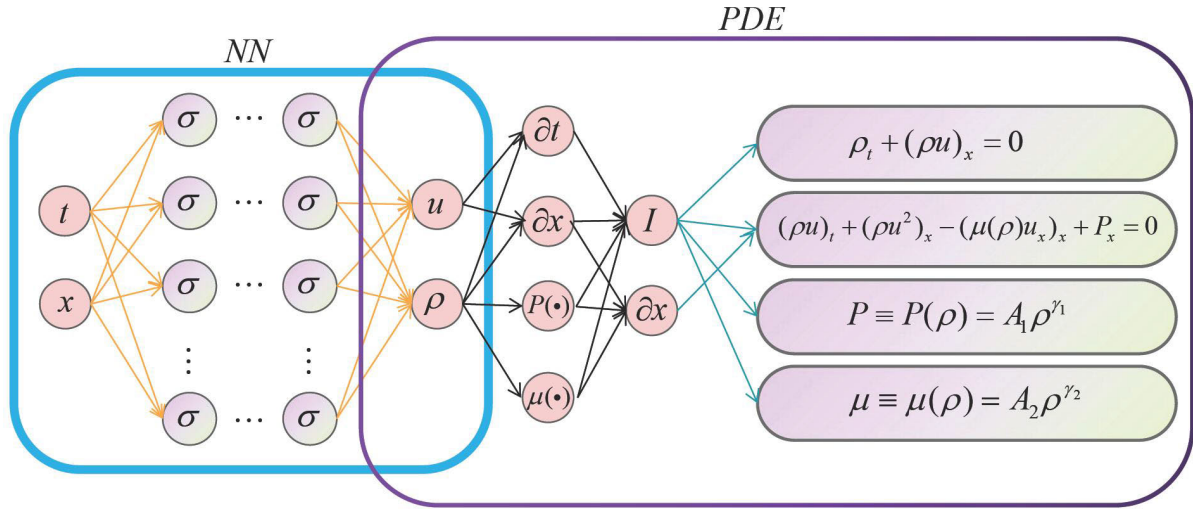 NN
PDE
σ ··· σ
σ ··· σ
σ ··· σ
⋮ ⋮
σ ··· σ
t
x
u
ρ
∂t
∂x
P(•)
μ(•)
I
∂x
ρ_t + (ρu)_x = 0
(ρu)_t + (ρu²)_x − (μ(ρ)u_x)_x + P_x = 0
P ≡ P(ρ) = A₁ρ^{γ₁}
μ ≡ μ(ρ) = A₂ρ^{γ₂}